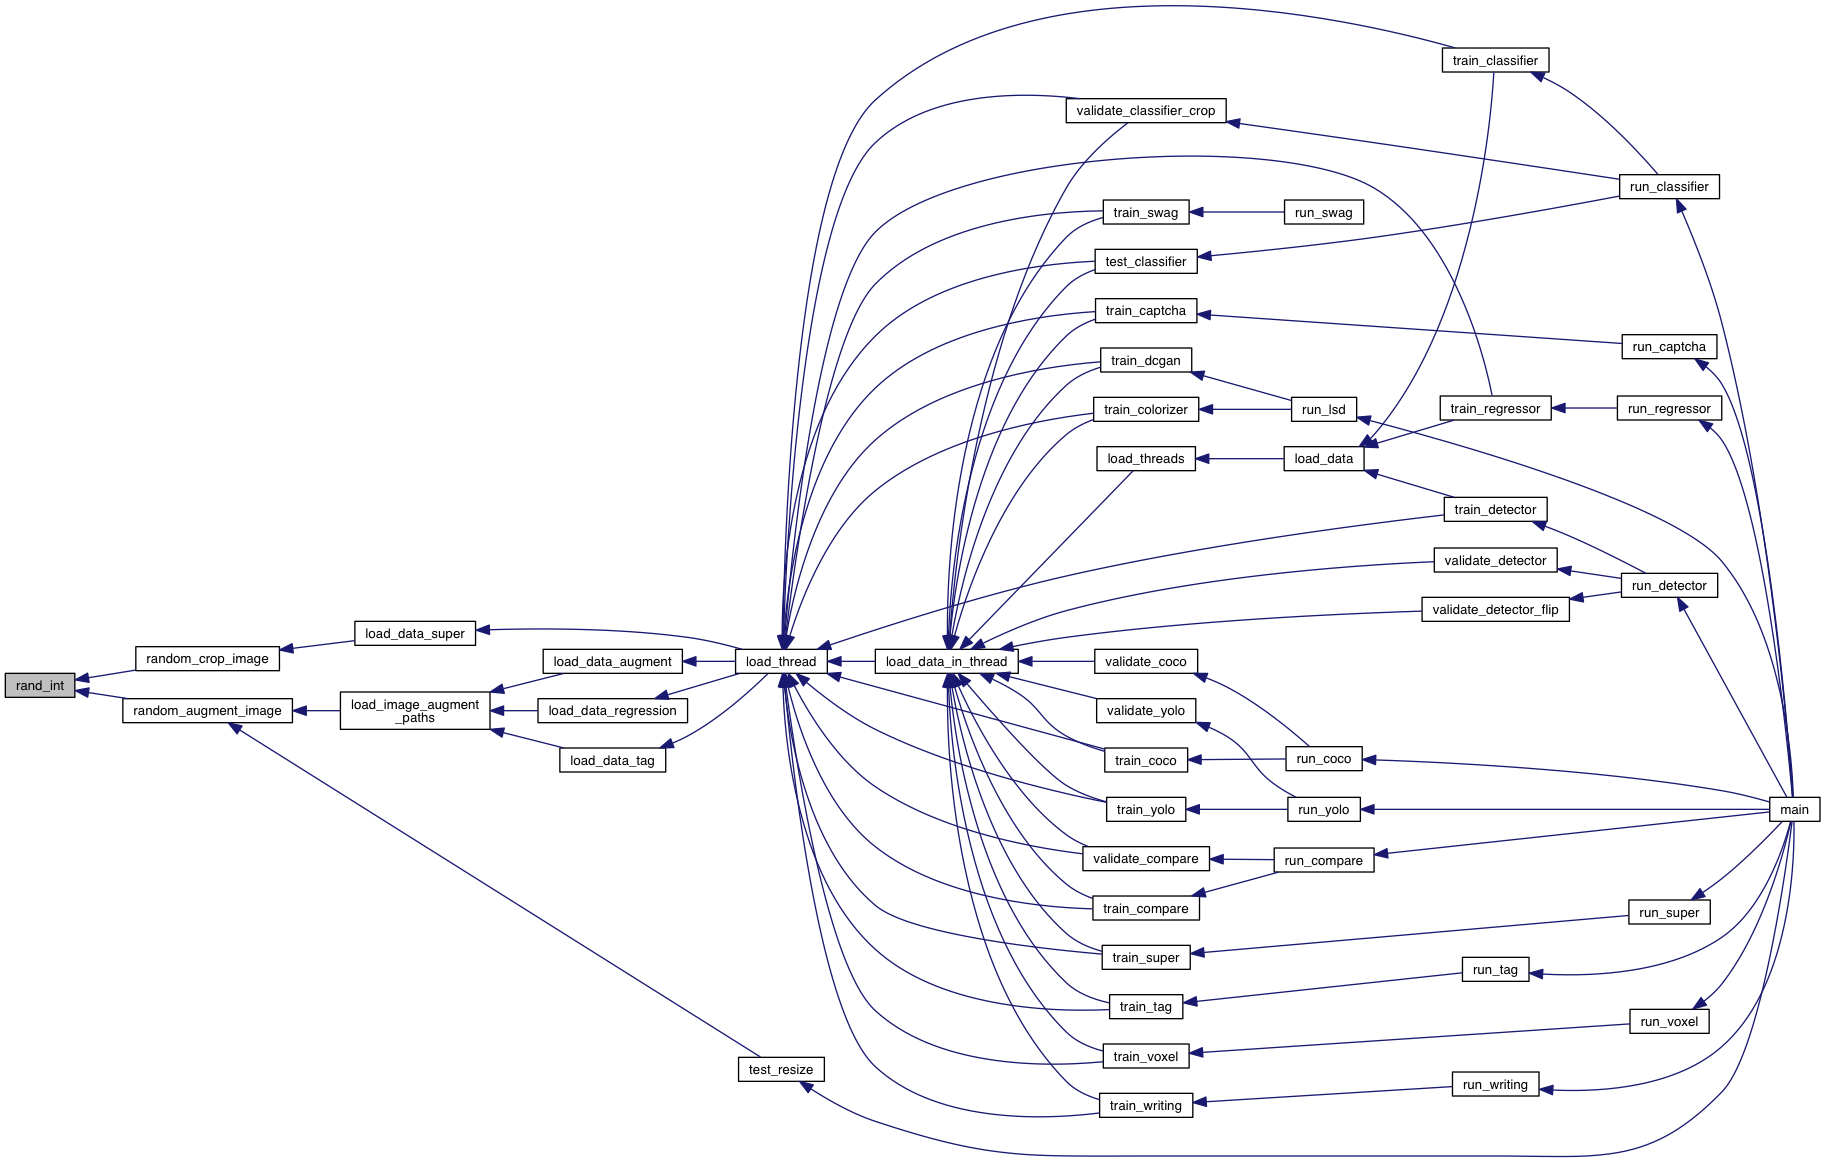 rand_int
random_crop_image
random_augment_image
load_data_super
load_image_augment
_paths
load_data_augment
load_data_regression
load_data_tag
load_thread
test_resize
load_data_in_thread
validate_classifier_crop
train_swag
test_classifier
train_captcha
train_dcgan
train_colorizer
load_threads
validate_coco
validate_yolo
train_coco
train_yolo
validate_compare
train_compare
train_super
train_tag
train_voxel
train_writing
run_swag
run_lsd
load_data
run_coco
run_yolo
run_compare
train_classifier
train_regressor
train_detector
validate_detector
validate_detector_flip
run_tag
run_writing
run_classifier
run_captcha
run_regressor
run_detector
run_super
run_voxel
main